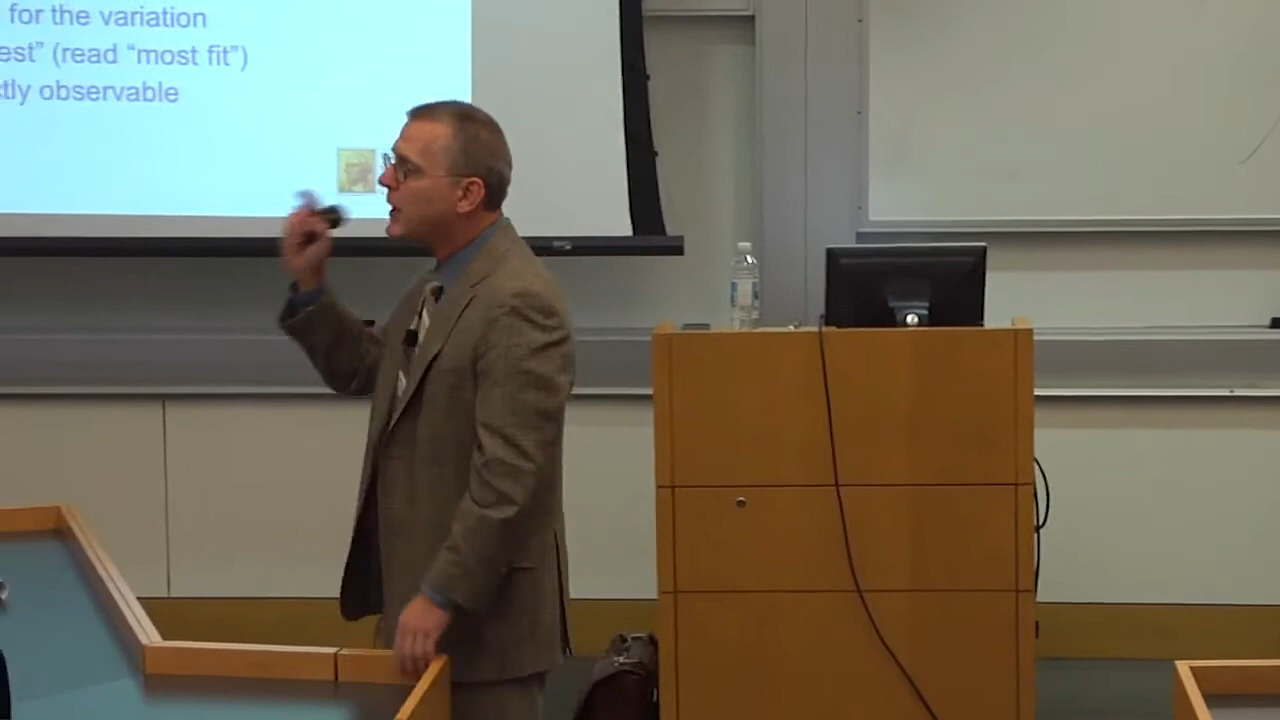 for the variation
est” (read “most fit”)
tly observable